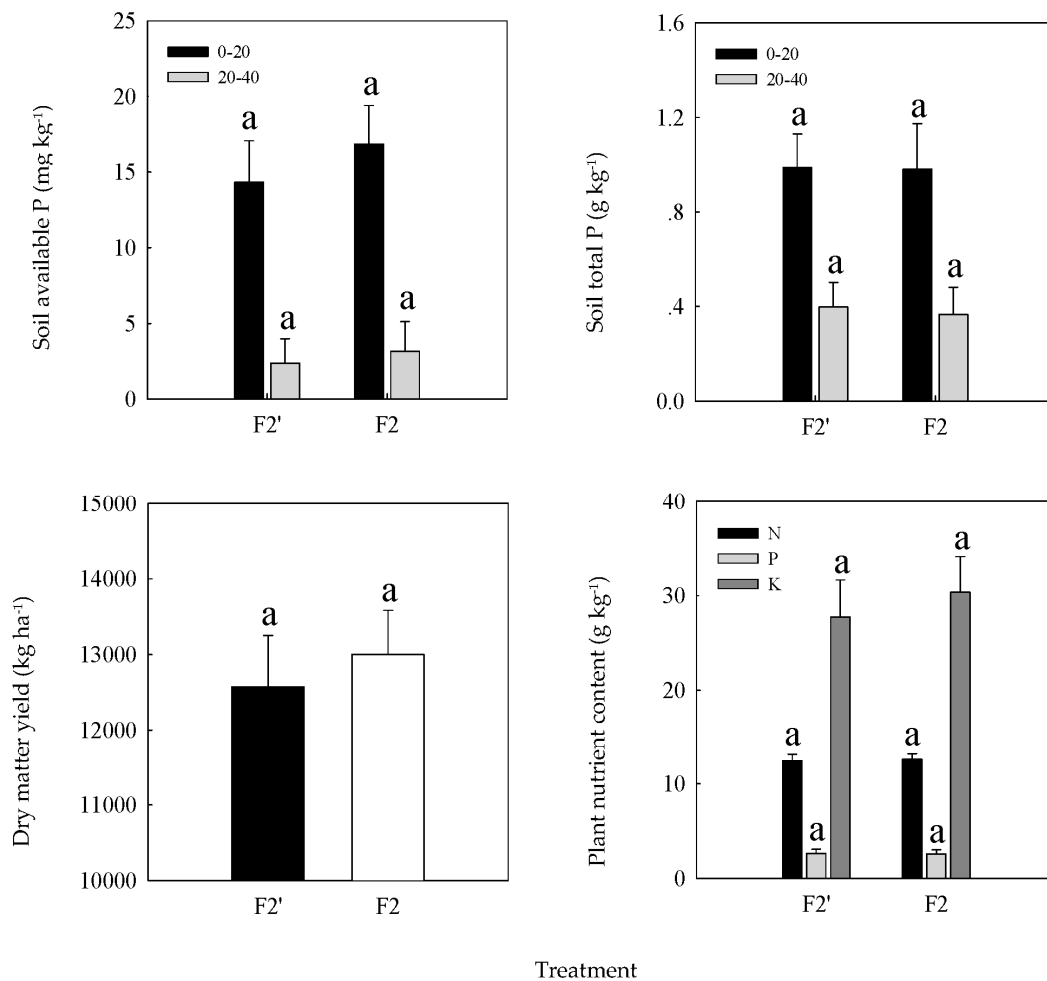 Soil available P (mg kg⁻¹)
25
20
15
10
5
0
0-20
20-40
a
a
a
a
F2'
F2
Soil total P (g kg⁻¹)
1.6
1.2
.8
.4
0.0
0-20
20-40
a
a
a
a
F2'
F2
Dry matter yield (kg ha⁻¹)
15000
14000
13000
12000
11000
10000
a
a
F2'
F2
Plant nutrient content (g kg⁻¹)
40
30
20
10
0
N
P
K
a
a
a
a
a
a
F2'
F2
Treatment